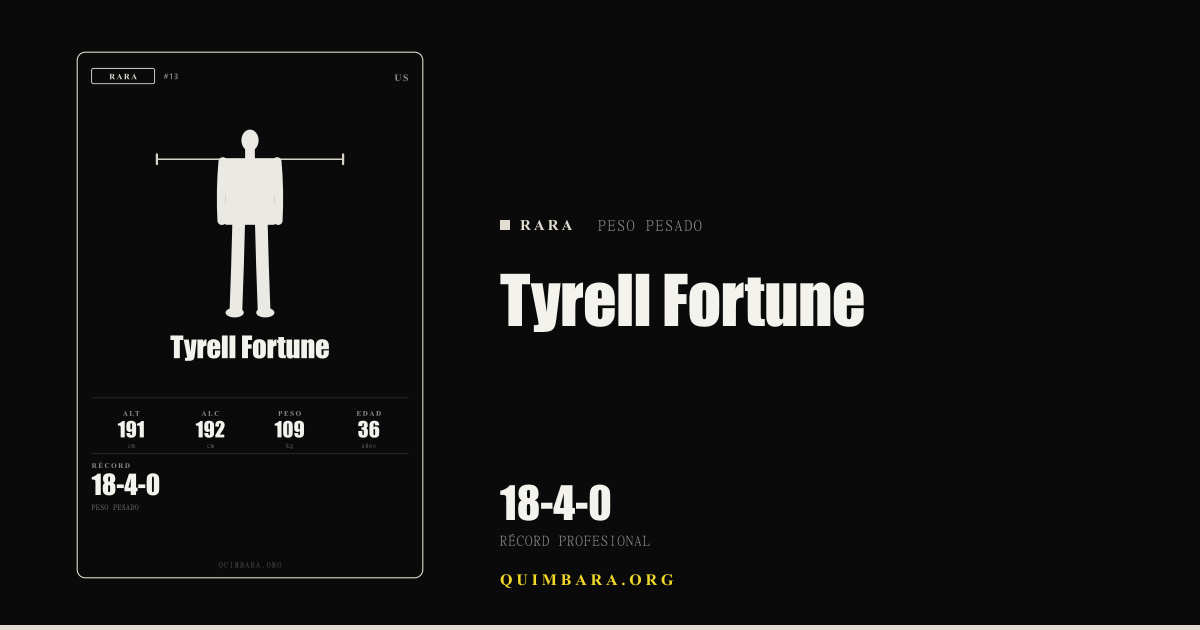 RARA #13 US
Tyrell Fortune
ALT ALC PESO EDAD
191 192 109 36
cm cm kg años
RÉCORD
18-4-0
PESO PESADO
QUIMBARA.ORG
RARA PESO PESADO
Tyrell Fortune
18-4-0
RÉCORD PROFESIONAL
QUIMBARA.ORG